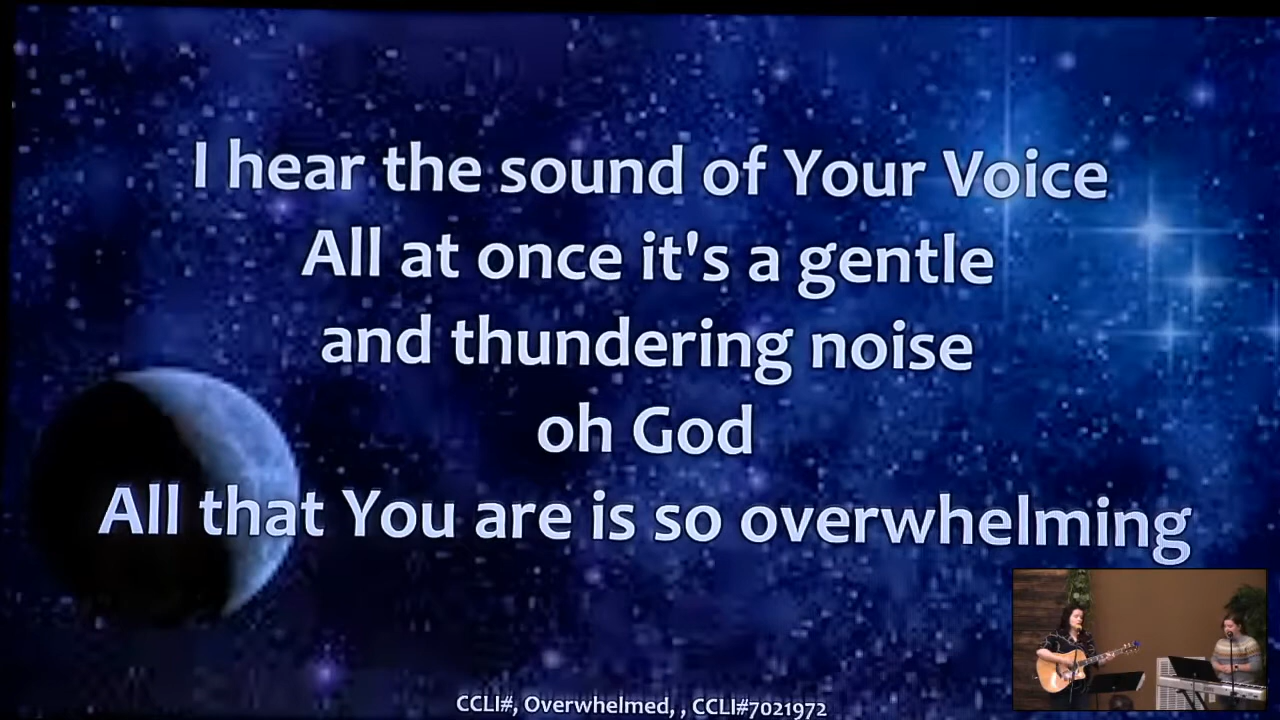 I hear the sound of Your Voice
All at once it's a gentle
and thundering noise
oh God
All that You are is so overwhelming
CCLI#, Overwhelmed, , CCLI#7021972